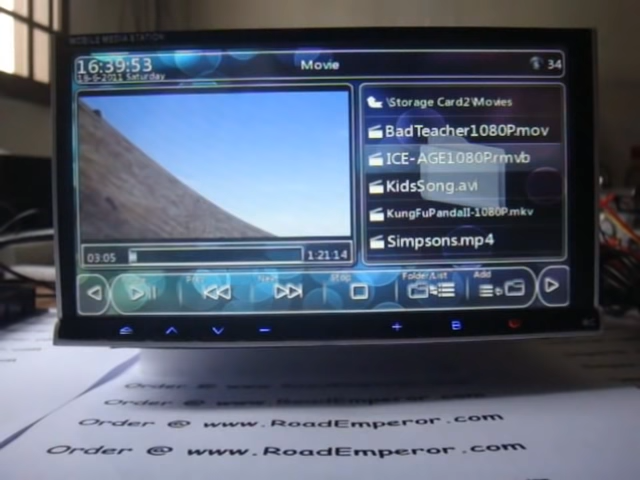 MOBILE MEDIA STATION
16:39:53
Movie
34
Saturday
\Storage Card2\Movies
BadTeacher1080P.mov
ICE-AGE1080P.rmvb
KidsSong.avi
KungFuPandaII-1080P.mkv
Simpsons.mp4
03:05
1:21:14
Next
Stop
Folder/List
Add
B
Order @ www.RoadEmperor.com
Order @ www.RoadEmperor.com
Order @ www.RoadEmperor.com
Order @ www.RoadEmperor.com